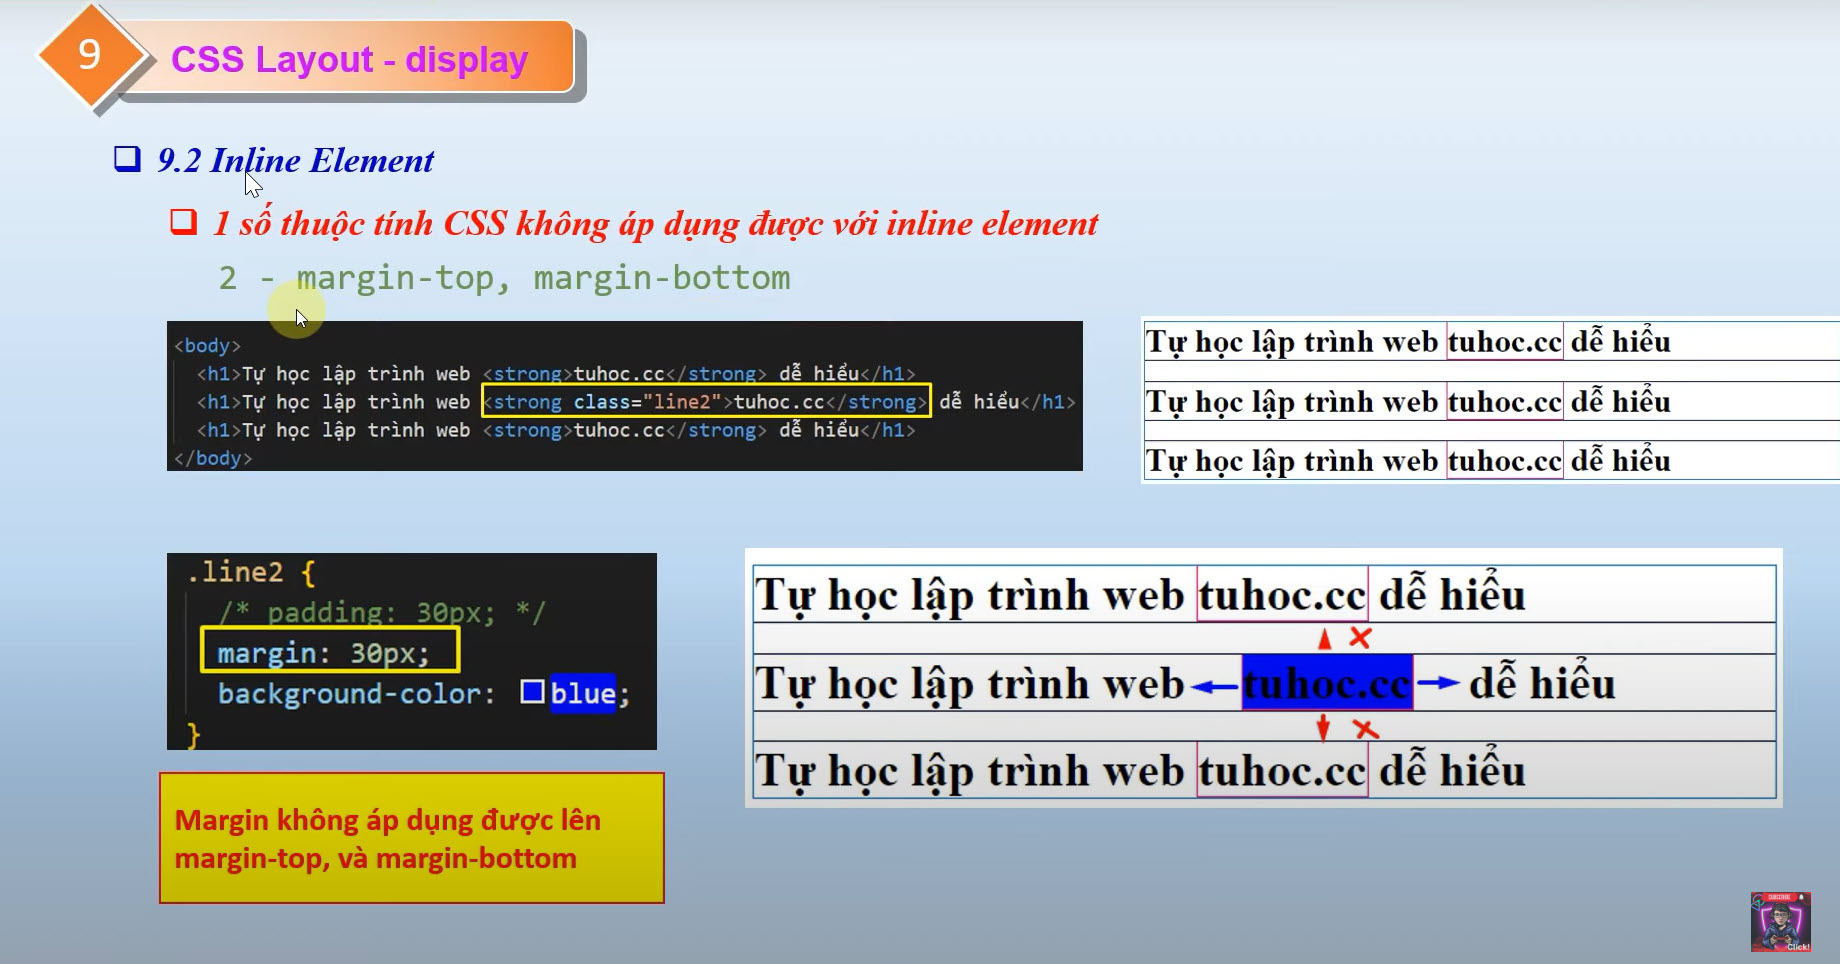 9
CSS Layout - display
9.2 Inline Element
1 số thuộc tính CSS không áp dụng được với inline element
2 - margin-top, margin-bottom
<body>
<h1>Tự học lập trình web <strong>tuhoc.cc</strong> dễ hiểu</h1>
<h1>Tự học lập trình web <strong class="line2">tuhoc.cc</strong> dễ hiểu</h1>
<h1>Tự học lập trình web <strong>tuhoc.cc</strong> dễ hiểu</h1>
</body>
Tự học lập trình web tuhoc.cc dễ hiểu
Tự học lập trình web tuhoc.cc dễ hiểu
Tự học lập trình web tuhoc.cc dễ hiểu
.line2 {
/* padding: 30px; */
margin: 30px;
background-color: blue;
}
Tự học lập trình web tuhoc.cc dễ hiểu
Tự học lập trình web tuhoc.cc dễ hiểu
Tự học lập trình web tuhoc.cc dễ hiểu
Margin không áp dụng được lên
margin-top, và margin-bottom
SUBSCRIBE
Click!